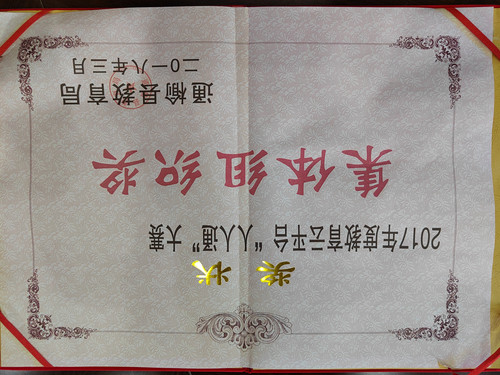 奖状
2017年度教育云平台“人人通”大赛
集体组织奖
通榆县教育局
二〇一八年三月